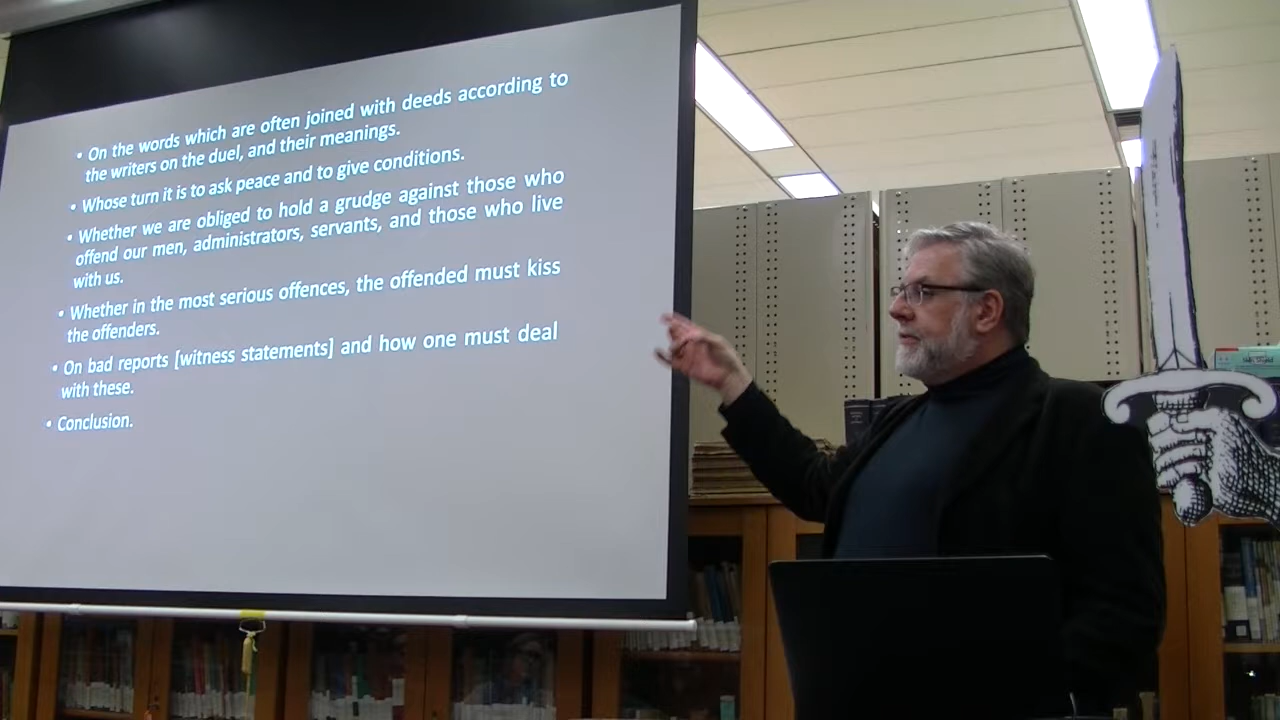 • On the words which are often joined with deeds according to
the writers on the duel, and their meanings.
• Whose turn it is to ask peace and to give conditions.
• Whether we are obliged to hold a grudge against those who
offend our men, administrators, servants, and those who live
with us.
• Whether in the most serious offences, the offended must kiss
the offenders.
• On bad reports [witness statements] and how one must deal
with these.
• Conclusion.